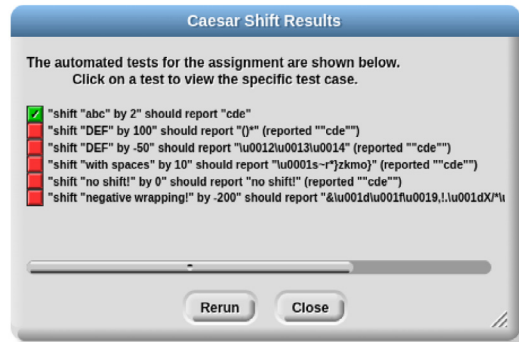 Caesar Shift Results
The automated tests for the assignment are shown below.
Click on a test to view the specific test case.
"shift "abc" by 2" should report "cde"
"shift "DEF" by 100" should report "()*" (reported ""cde"")
"shift "DEF" by -50" should report "\u0012\u0013\u0014" (reported ""cde"")
"shift "with spaces" by 10" should report "\u0001s~r*}zkmo}" (reported ""cde"")
"shift "no shift!" by 0" should report "no shift!" (reported ""cde"")
"shift "negative wrapping!" by -200" should report "&\u001d\u001f\u0019,!.\u001dX/*\u
Rerun Close